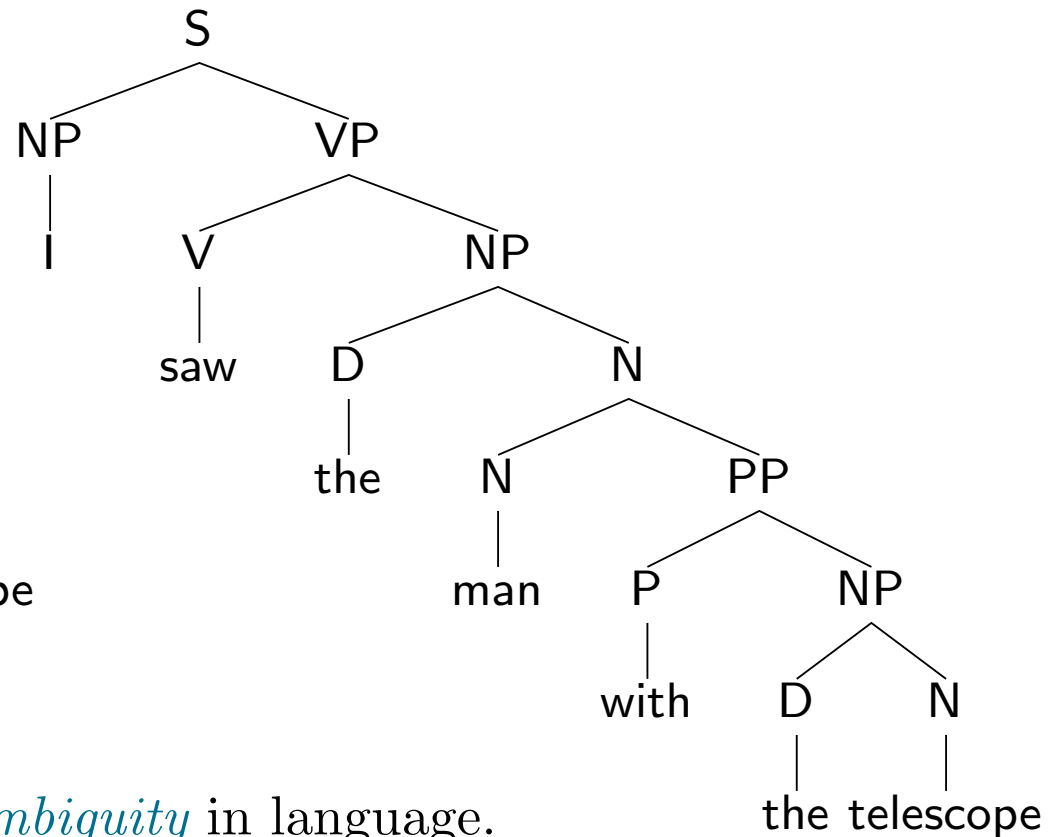 S
NP VP
I V NP
saw D N
the N PP
man P NP
with D N
the telescope
in language.